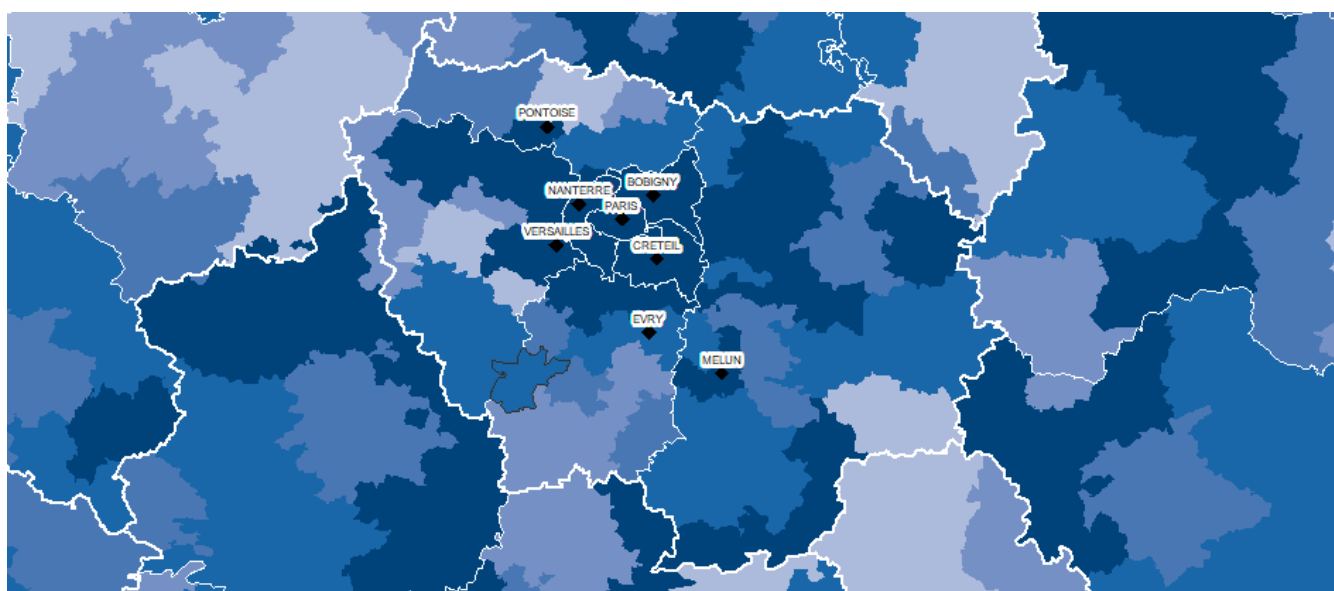 PONTOISE
BOBIGNY
NANTERRE
PARIS
VERSAILLES
CRETEIL
EVRY
MELUN